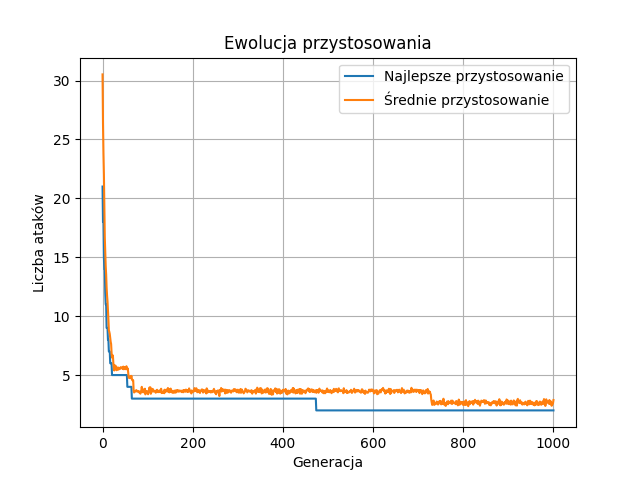 Ewolucja przystosowania
Najlepsze przystosowanie
Średnie przystosowanie
Liczba ataków
30
25
20
15
10
5
0
200
400
600
800
1000
Generacja